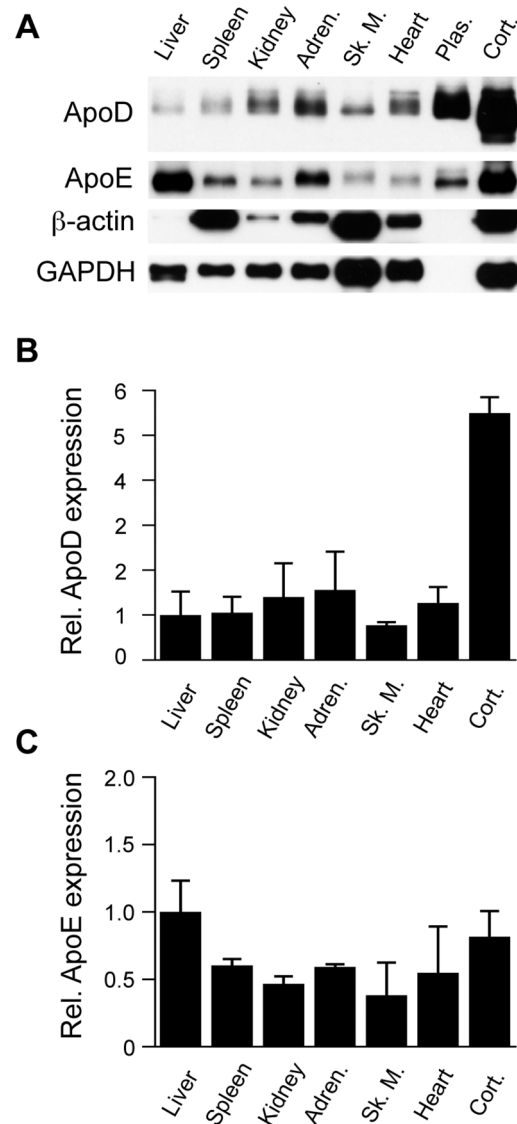 A
Liver Spleen Kidney Adren. Sk. M. Heart Plas. Cort.
ApoD
ApoE
β-actin
GAPDH
B
Rel. ApoD expression
6
5
4
2
2
1
0
Liver Spleen Kidney Adren. Sk. M. Heart Cort.
C
Rel. ApoE expression
2.0
1.5
1.0
0.5
0
Liver Spleen Kidney Adren. Sk. M. Heart Cort.